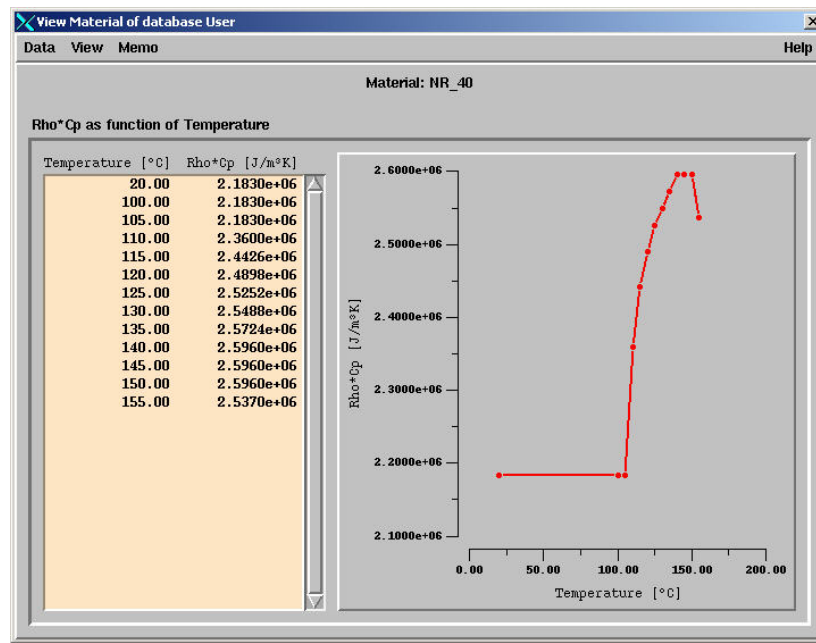 View Material of database User
Data View Memo Help
Material: NR_40
Rho*Cp as function of Temperature
Temperature [°C] Rho*Cp [J/m³K]
20.00 2.1830e+06
100.00 2.1830e+06
105.00 2.1830e+06
110.00 2.3600e+06
115.00 2.4426e+06
120.00 2.4898e+06
125.00 2.5252e+06
130.00 2.5488e+06
135.00 2.5724e+06
140.00 2.5960e+06
145.00 2.5960e+06
150.00 2.5960e+06
155.00 2.5370e+06
2.6000e+06
2.5000e+06
2.4000e+06
2.3000e+06
2.2000e+06
2.1000e+06
Rho*Cp [J/m³K]
0.00 50.00 100.00 150.00 200.00
Temperature [°C]